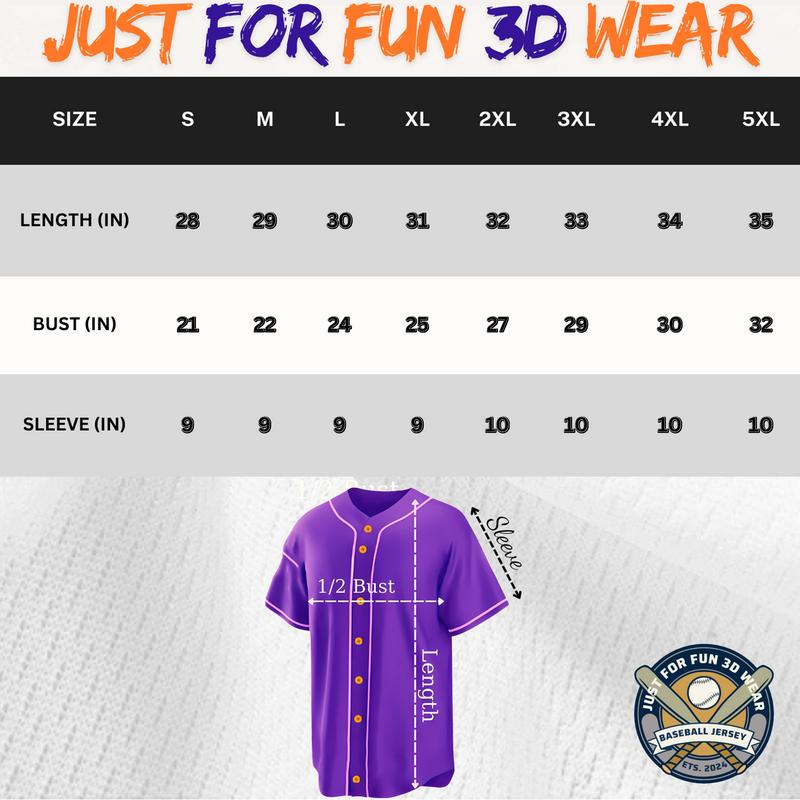 JUST FOR FUN 3D WEAR
SIZE S M L XL 2XL 3XL 4XL 5XL
LENGTH (IN) 28 29 30 31 32 33 34 35
BUST (IN) 21 22 24 25 27 29 30 32
SLEEVE (IN) 9 9 9 9 10 10 10 10
1/2 Bust
Sleeve
1/2 Bust
Length
JUST FOR FUN 3D WEAR
BASEBALL JERSEY
ETS. 2024